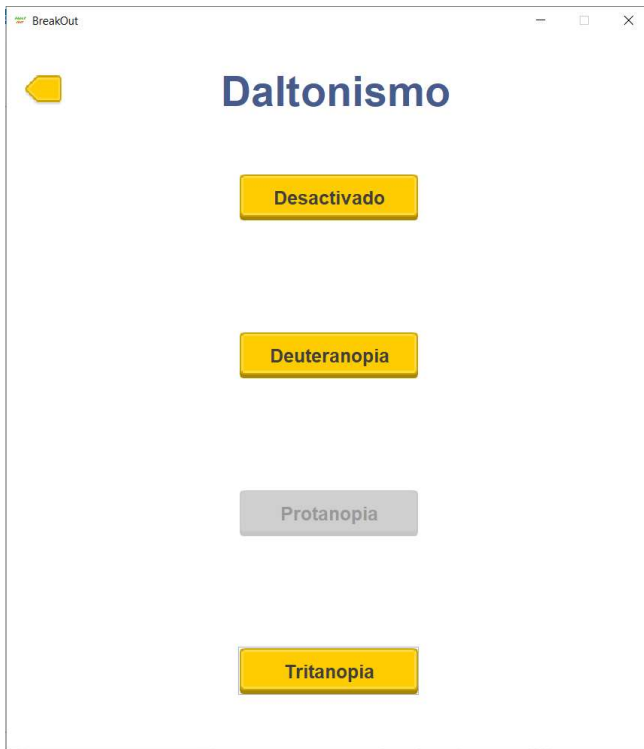 BreakOut
Daltonismo
Desactivado
Deuteranopia
Protanopia
Tritanopia